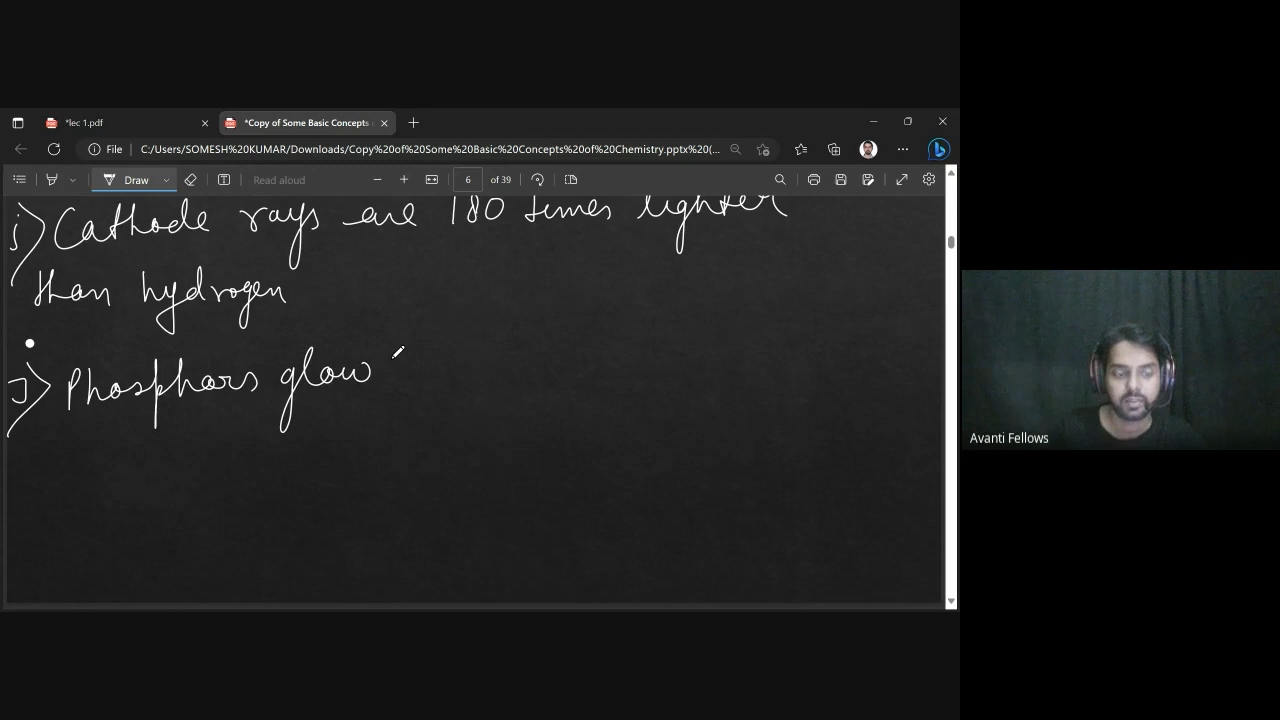 *lec 1.pdf
*Copy of Some Basic Concepts
File C:/Users/SOMESH%20KUMAR/Downloads/Copy%20of%20Some%20Basic%20Concepts%20of%20Chemistry.pptx%20(...
Draw
Read aloud
6 of 39
i) Cathode rays are 180 times lighter
than hydrogen
J) Phosphors glow
Avanti Fellows